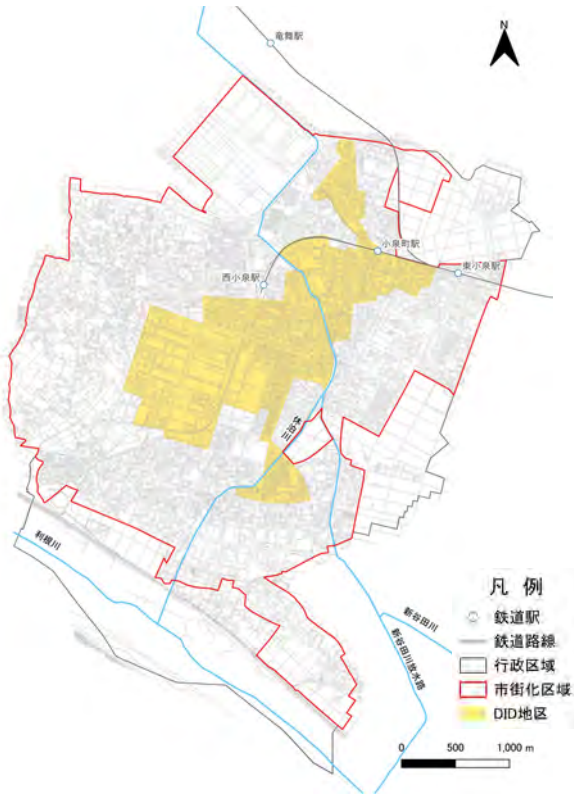 竜舞駅
N
小泉町駅
東小泉駅
西小泉駅
休泊川
利根川
新谷田川
新谷田川放水路
凡 例
鉄道駅
鉄道路線
行政区域
市街化区域
DID地区
0 500 1,000 m